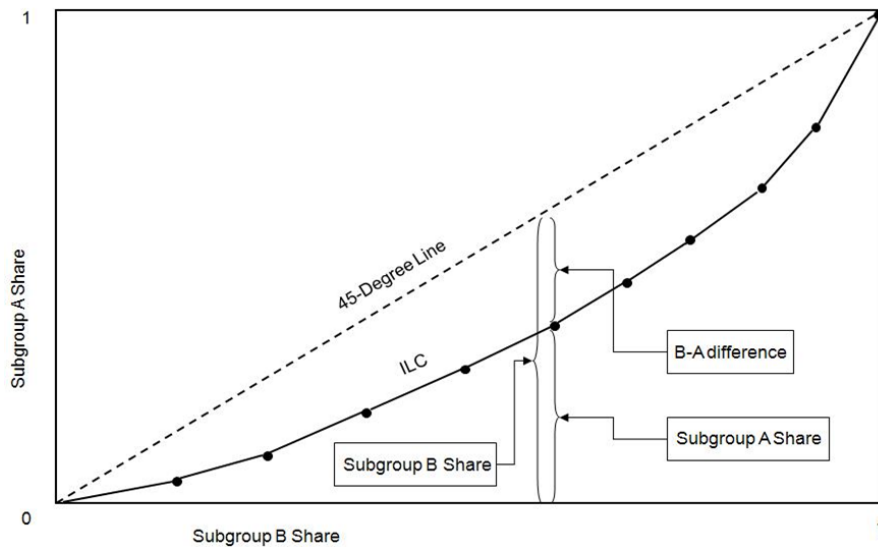 1
Subgroup A Share
45-Degree Line
ILC
B-A difference
Subgroup B Share
Subgroup A Share
0
Subgroup B Share